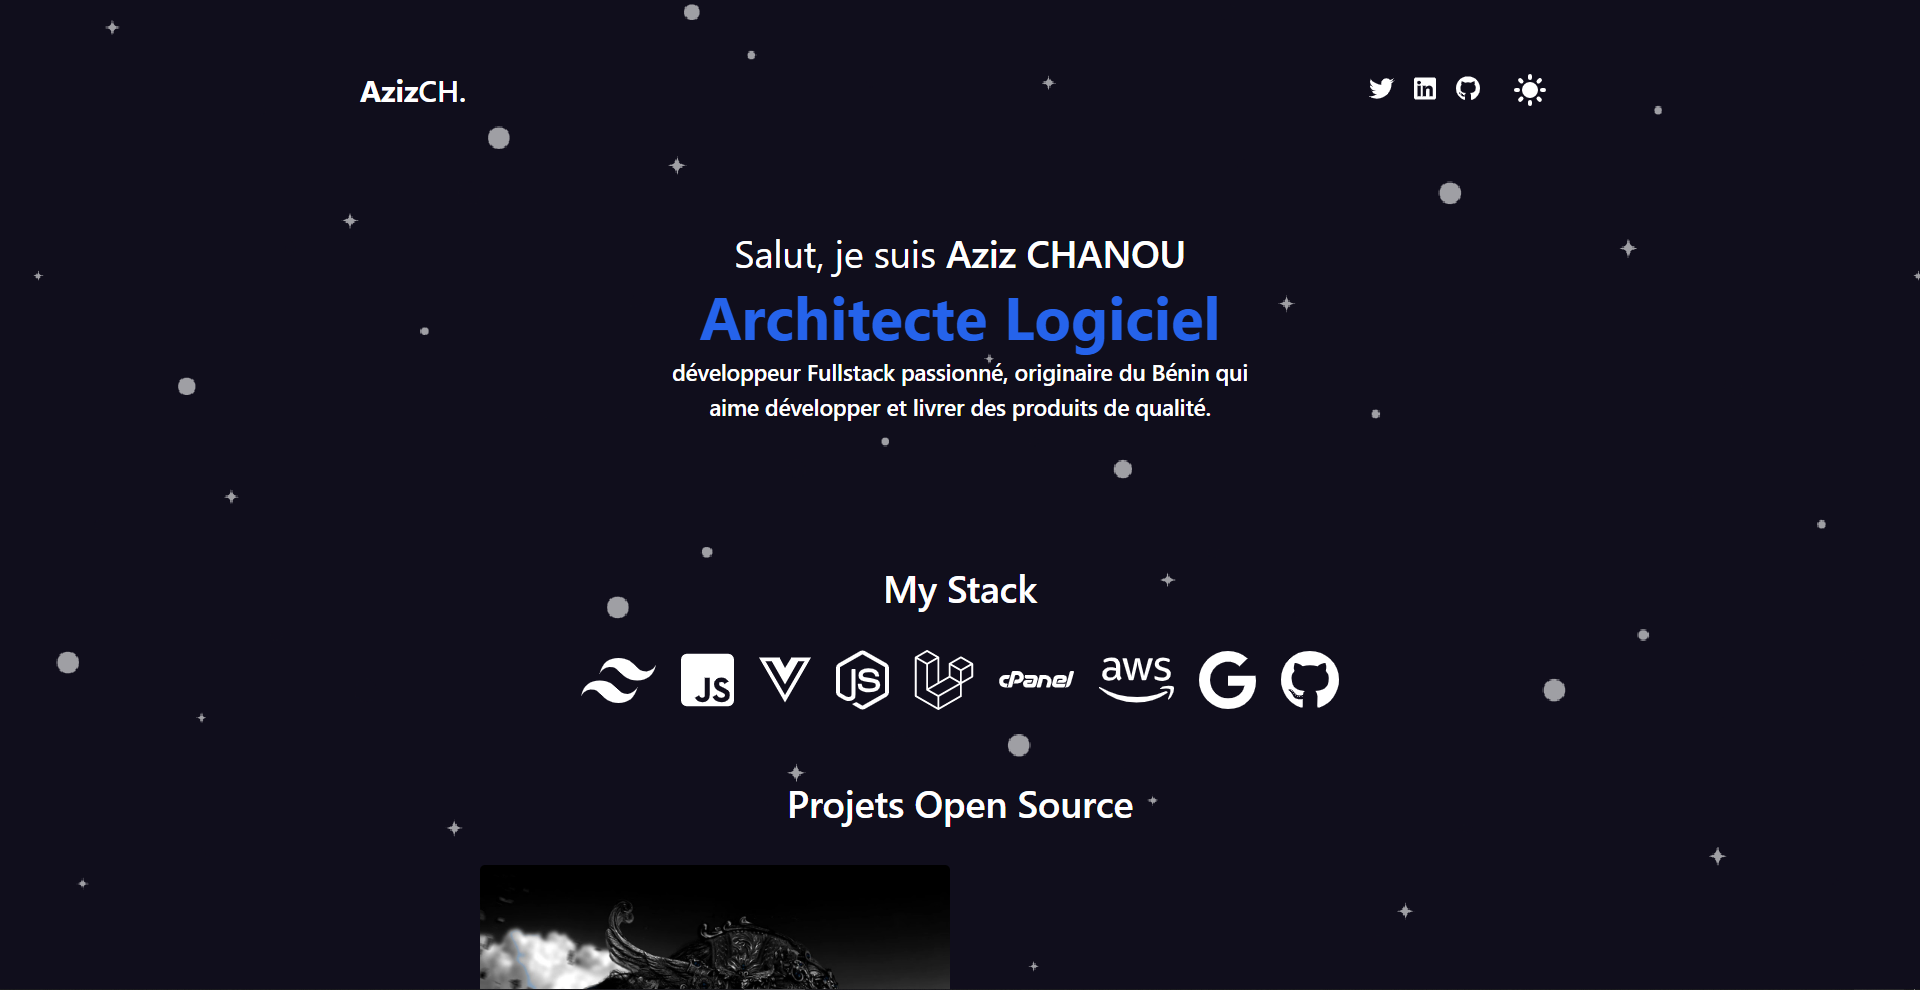 AzizCH.
Salut, je suis Aziz CHANOU
Architecte Logiciel
développeur Fullstack passionné, originaire du Bénin qui
aime développer et livrer des produits de qualité.
My Stack
JS JS cPanel aws G
Projets Open Source